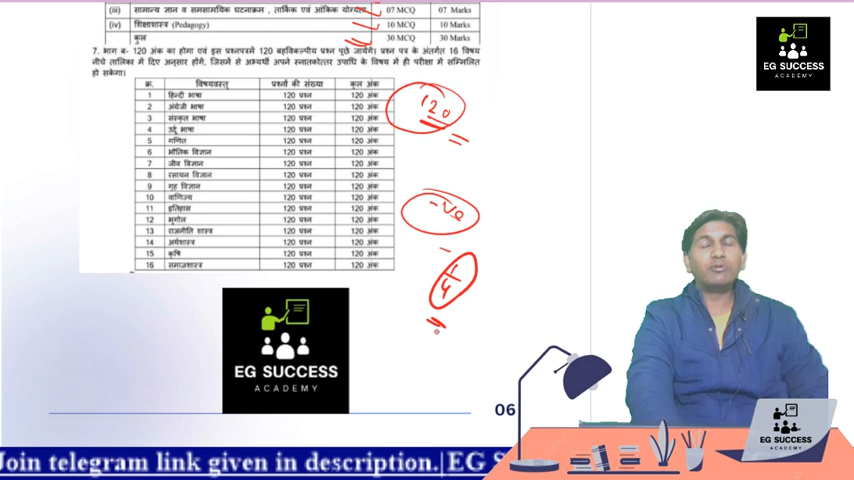 (iii) सामान्य ज्ञान व समसामयिक घटनाक्रम, तार्किक एवं आंकिक योग्यता 07 MCQ 07 Marks
(iv) शिक्षाशास्त्र (Pedagogy) 10 MCQ 10 Marks
कुल 30 MCQ 30 Marks
7. भाग ब- 120 अंक का होगा एवं इस प्रश्नपत्र में 120 बहुविकल्पीय प्रश्न पूछे जायेंगे। प्रश्न पत्र के अंतर्गत 16 विषय
नीचे तालिका में दिए अनुसार होंगे, जिसमें से अभ्यर्थी अपने स्नातकोत्तर उपाधि के विषय में ही परीक्षा में सम्मिलित
हो सकेगा।
क्र. विषयवस्तु प्रश्नों की संख्या कुल अंक
1 हिन्दी भाषा 120 प्रश्न 120 अंक
2 अंग्रेजी भाषा 120 प्रश्न 120 अंक
3 संस्कृत भाषा 120 प्रश्न 120 अंक
4 उर्दू भाषा 120 प्रश्न 120 अंक
5 गणित 120 प्रश्न 120 अंक
6 भौतिक विज्ञान 120 प्रश्न 120 अंक
7 जीव विज्ञान 120 प्रश्न 120 अंक
8 रसायन विज्ञान 120 प्रश्न 120 अंक
9 गृह विज्ञान 120 प्रश्न 120 अंक
10 वाणिज्य 120 प्रश्न 120 अंक
11 इतिहास 120 प्रश्न 120 अंक
12 भूगोल 120 प्रश्न 120 अंक
13 राजनीति शास्त्र 120 प्रश्न 120 अंक
14 अर्थशास्त्र 120 प्रश्न 120 अंक
15 कृषि 120 प्रश्न 120 अंक
16 समाजशास्त्र 120 प्रश्न 120 अंक
120
-ve
EG SUCCESS
ACADEMY
EG SUCCESS
ACADEMY
06
EG SUCCESS
ACADEMY
Join telegram link given in description.|EG S